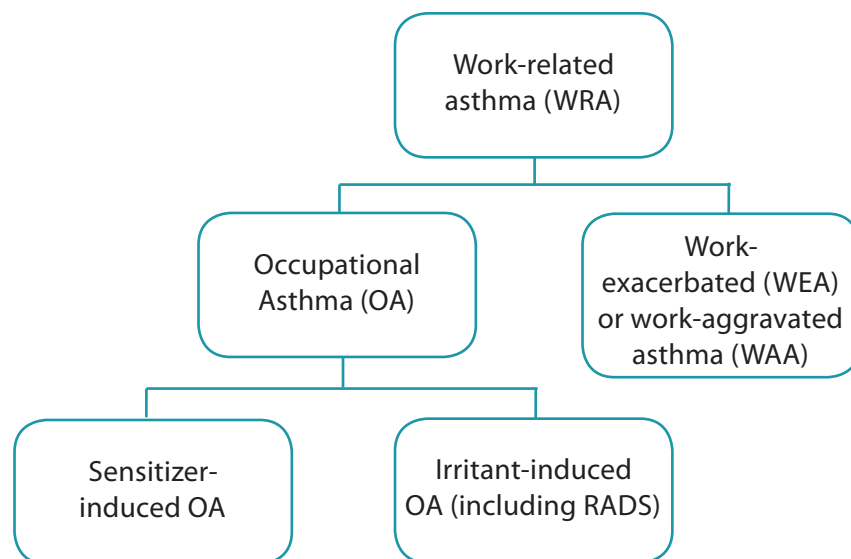 Work-related
asthma (WRA)
Occupational
Asthma (OA)
Work-
exacerbated (WEA)
or work-aggravated
asthma (WAA)
Sensitizer-
induced OA
Irritant-induced
OA (including RADS)